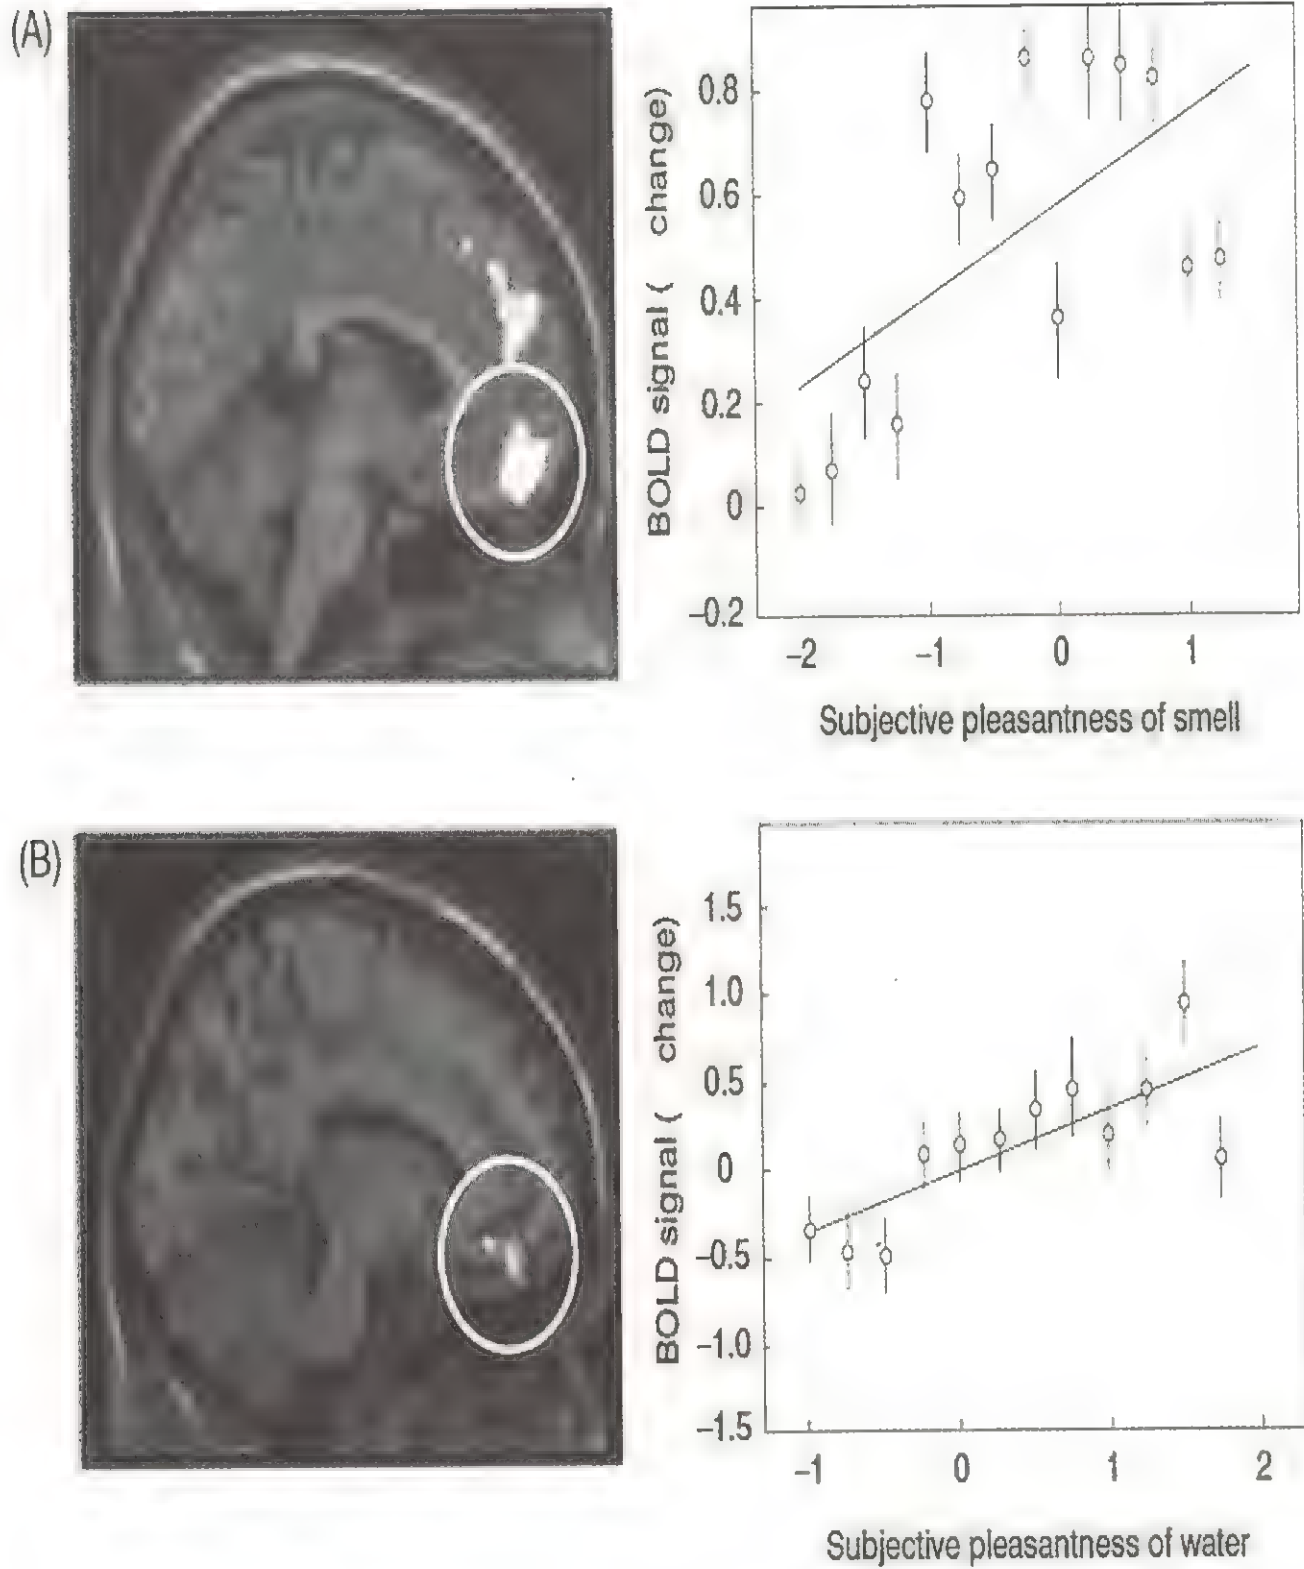 (A)
BOLD signal ( change)
0.8
0.6
0.4
0.2
0
−0.2
−2 −1 0 1
Subjective pleasantness of smell
(B)
BOLD signal ( change)
1.5
1.0
0.5
0
−0.5
−1.0
−1.5
−1 0 1 2
Subjective pleasantness of water